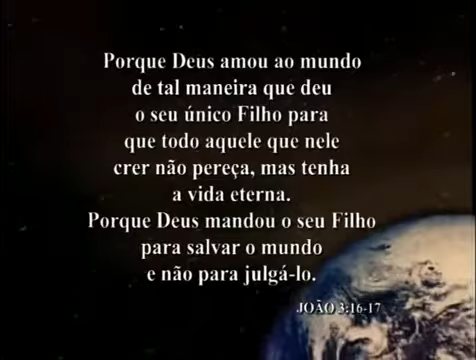 Porque Deus amou ao mundo
de tal maneira que deu
o seu único Filho para
que todo aquele que nele
crer não pereça, mas tenha
a vida eterna.
Porque Deus mandou o seu Filho
para salvar o mundo
e não para julgá-lo.
JOÃO 3:16-17